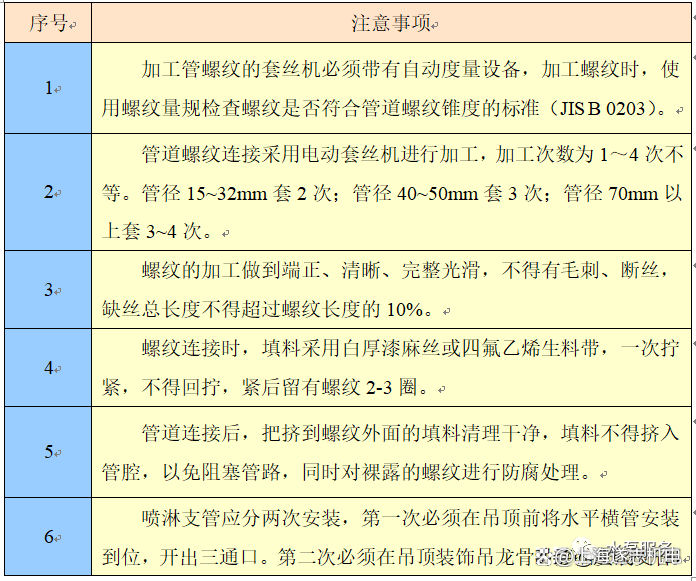 序号 注意事项
1
加工管螺纹的套丝机必须带有自动度量设备，加工螺纹时，使
用螺纹量规检查螺纹是否符合管道螺纹锥度的标准（JIS B 0203）。
2
管道螺纹连接采用电动套丝机进行加工，加工次数为 1～4 次不
等。管径 15~32mm 套 2 次；管径 40~50mm 套 3 次；管径 70mm 以
上套 3~4 次。
3
螺纹的加工做到端正、清晰、完整光滑，不得有毛刺、断丝，
缺丝总长度不得超过螺纹长度的 10%。
4
螺纹连接时，填料采用白厚漆麻丝或四氟乙烯生料带，一次拧
紧，不得回拧，紧后留有螺纹 2-3 圈。
5
管道连接后，把挤到螺纹外面的填料清理干净，填料不得挤入
管腔，以免阻塞管路，同时对裸露的螺纹进行防腐处理。
6
喷淋支管应分两次安装，第一次必须在吊顶前将水平横管安装
到位，开出三通口。第二次必须在吊顶装饰吊龙骨